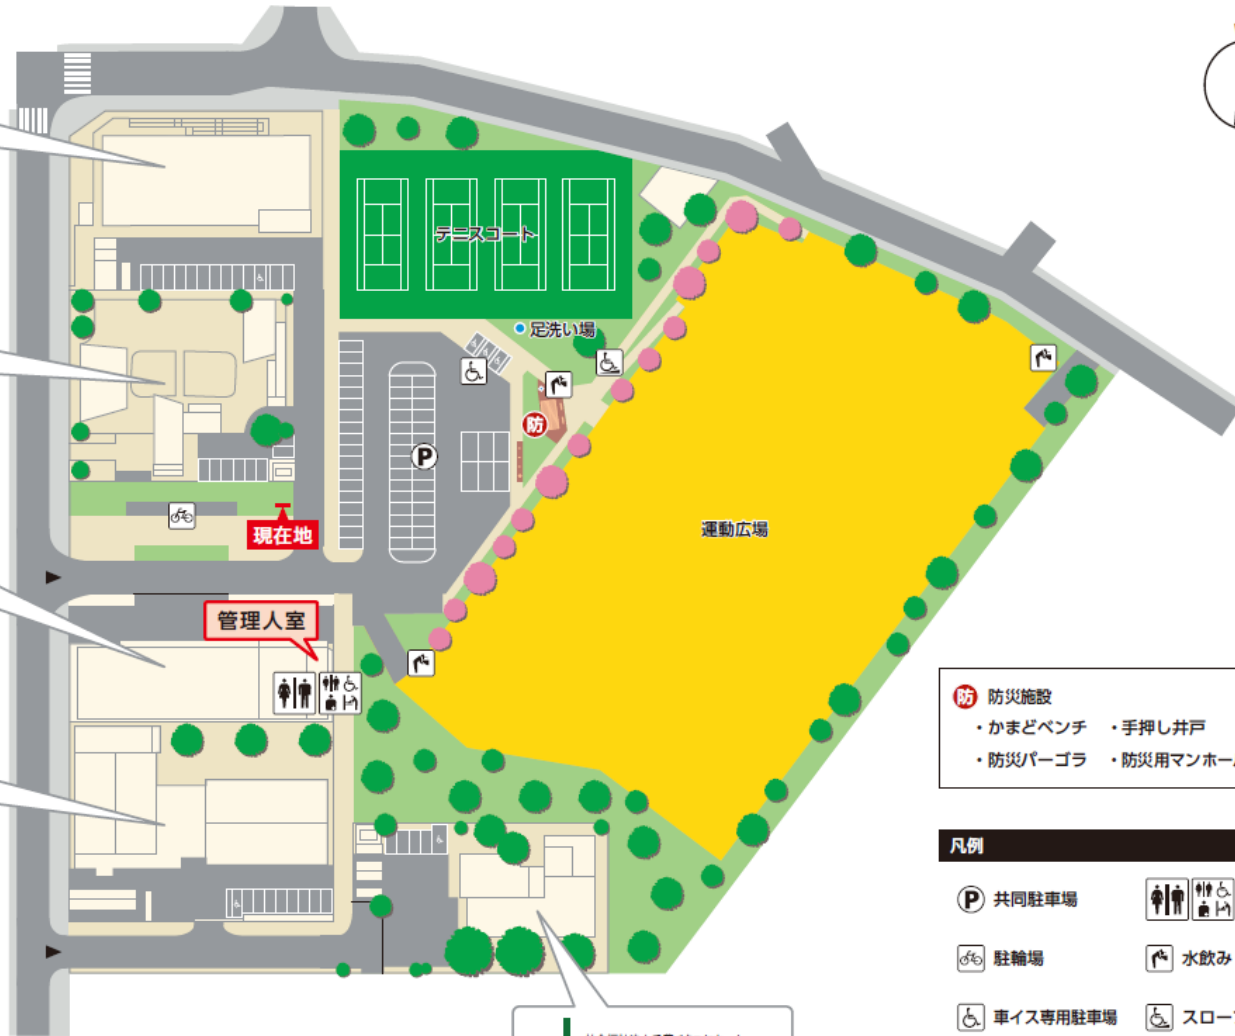 テニスコート
足洗い場
防
P
運動広場
現在地
管理人室
防 防災施設
・かまどベンチ ・手押し井戸
・防災パーゴラ ・防災用マンホー
凡例
P 共同駐車場
駐輪場 水飲み
車イス専用駐車場 スロープ